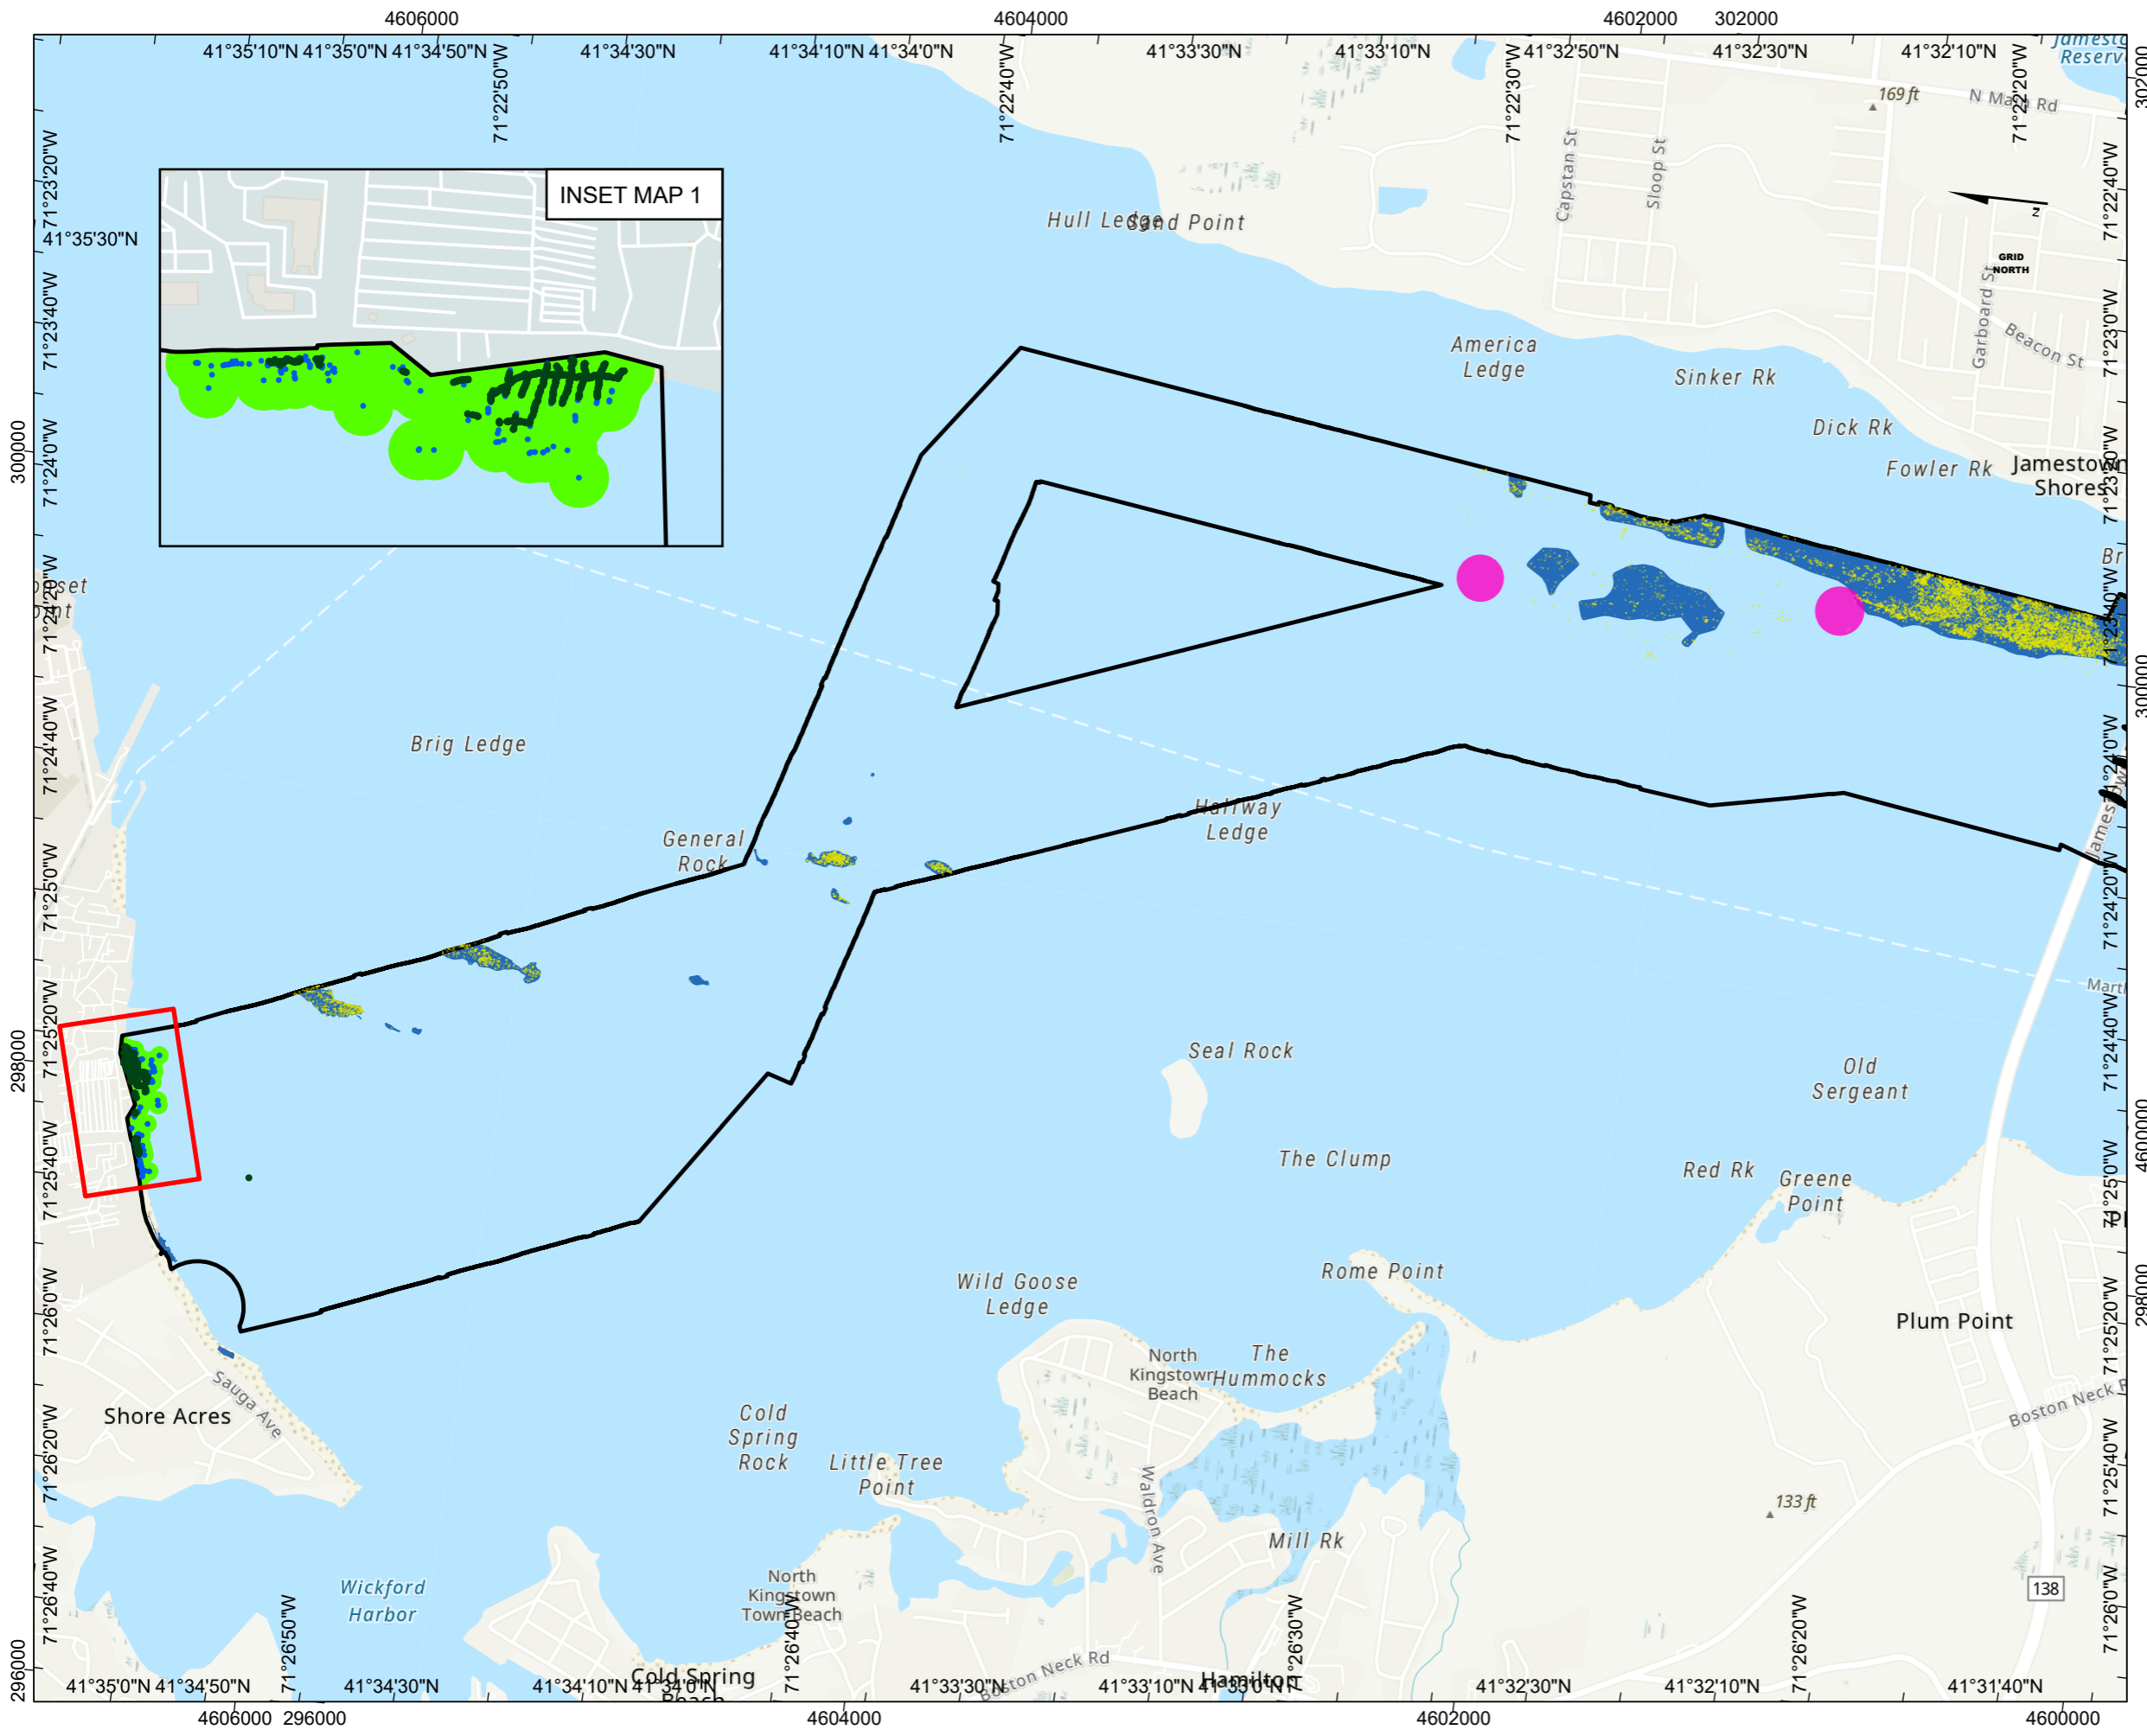 4606000
4604000
4602000
302000
41°35'10"N
41°35'0"N
41°34'50"N
41°34'30"N
41°34'10"N
41°34'0"N
41°33'30"N
41°33'10"N
41°32'50"N
41°32'30"N
41°32'10"N
71°22'50"W
71°22'40"W
71°22'30"W
71°22'20"W
302000
169 ft
N Main Rd
Capstan St
Sloop St
INSET MAP 1
41°35'30"N
Hull Ledge
Sand Point
N
GRID
NORTH
Garboard St
Beacon St
America
Ledge
Sinker Rk
Dick Rk
Fowler Rk
Jamestown
Shores
71°23'20"W
71°23'40"W
71°24'0"W
71°24'20"W
71°24'40"W
71°25'0"W
71°25'20"W
71°25'40"W
71°26'0"W
71°26'20"W
71°26'40"W
300000
298000
296000
71°22'40"W
71°23'0"W
71°23'20"W
71°23'40"W
71°24'0"W
71°24'20"W
71°24'40"W
71°25'0"W
71°25'20"W
71°25'40"W
71°26'0"W
300000
4600000
298000
Brig Ledge
General
Rock
Halfway
Ledge
Seal Rock
Old
Sergeant
The Clump
Red Rk
Greene
Point
Rome Point
Wild Goose
Ledge
Plum Point
North
Kingstown
Beach
The
Hummocks
Boston Neck R
Shore Acres
Sauga Ave
Cold
Spring
Rock
Little Tree
Point
Waldron Ave
133 ft
Mill Rk
Wickford
Harbor
North
Kingstown
Town Beach
138
Cold Spring
Beach
Boston Neck Rd
Hamilton
71°26'50"W
71°26'40"W
71°26'30"W
71°26'20"W
41°35'0"N
41°34'50"N
41°34'30"N
41°34'10"N
41°34'0"N
41°33'30"N
41°33'10"N
41°33'0"N
41°32'30"N
41°32'10"N
41°31'40"N
4606000
296000
4604000
4602000
4600000